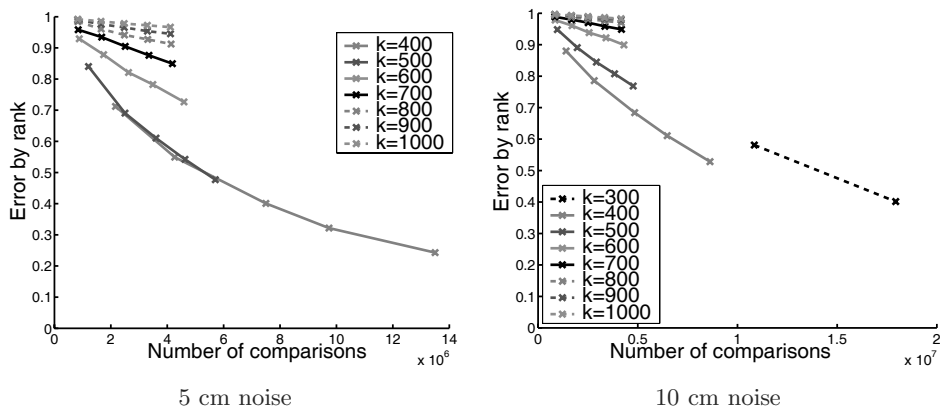 1
0.9
0.8
0.7
0.6
0.5
0.4
0.3
0.2
0.1
0
Error by rank
k=400
k=500
k=600
k=700
k=800
k=900
k=1000
0 2 4 6 8 10 12 14
Number of comparisons
x 10^6
5 cm noise
1
0.9
0.8
0.7
0.6
0.5
0.4
0.3
0.2
0.1
0
Error by rank
k=300
k=400
k=500
k=600
k=700
k=800
k=900
k=1000
0 0.5 1 1.5 2
Number of comparisons
x 10^7
10 cm noise